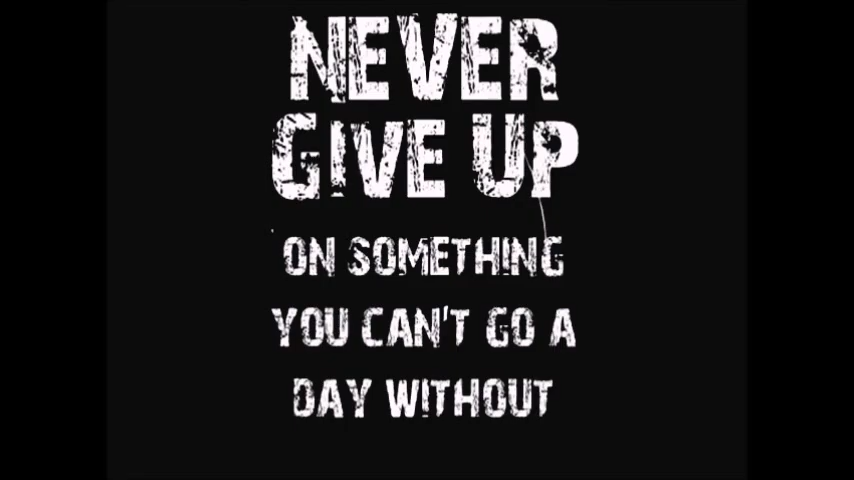 NEVER
GIVE UP
ON SOMETHING
YOU CAN'T GO A
DAY WITHOUT